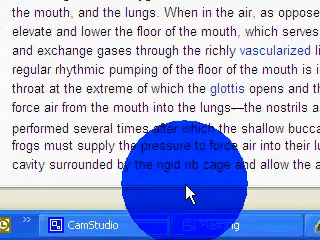 the mouth, and the lungs. When in the air, as oppose
elevate and lower the floor of the mouth, which serves
and exchange gases through the richly vascularized li
regular rhythmic pumping of the floor of the mouth is i
throat at the extreme of which the glottis opens and th
force air from the mouth into the lungs—the nostrils a
performed several times after which the shallow bucca
frogs must supply the pressure to force air into their lu
cavity surrounded by the rigid rib cage and allow the a
CamStudio